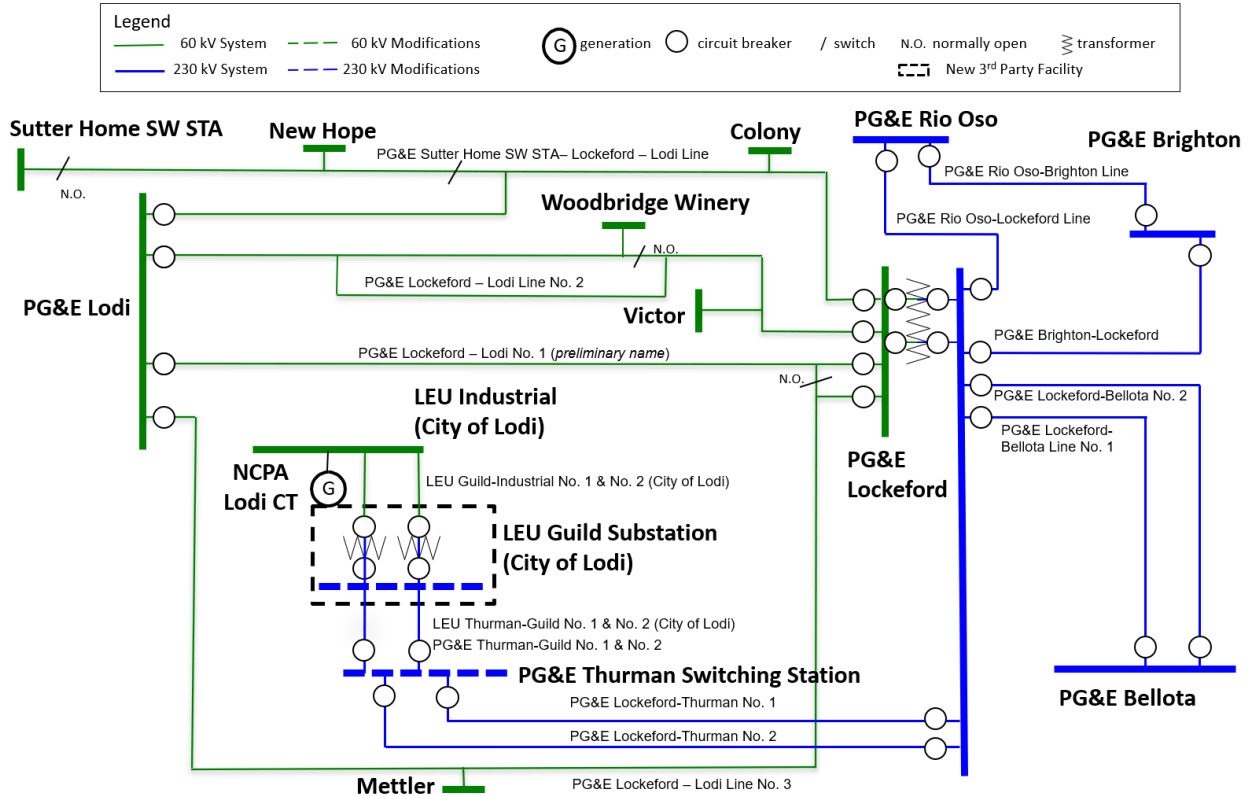 Legend
60 kV System
60 kV Modifications
G
generation
circuit breaker
/ switch
N.O. normally open
transformer
230 kV System
230 kV Modifications
New 3rd Party Facility
Sutter Home SW STA
New Hope
Colony
PG&E Rio Oso
PG&E Brighton
PG&E Sutter Home SW STA– Lockeford – Lodi Line
N.O.
PG&E Rio Oso-Brighton Line
Woodbridge Winery
PG&E Rio Oso-Lockeford Line
N.O.
PG&E Lockeford – Lodi Line No. 2
PG&E Lodi
Victor
PG&E Brighton-Lockeford
PG&E Lockeford – Lodi No. 1 (preliminary name)
N.O.
LEU Industrial
(City of Lodi)
PG&E Lockeford-Bellota No. 2
PG&E Lockeford-
Bellota Line No. 1
PG&E
Lockeford
NCPA
Lodi CT
G
LEU Guild-Industrial No. 1 & No. 2 (City of Lodi)
LEU Guild Substation
(City of Lodi)
LEU Thurman-Guild No. 1 & No. 2 (City of Lodi)
PG&E Thurman-Guild No. 1 & No. 2
PG&E Thurman Switching Station
PG&E Bellota
PG&E Lockeford-Thurman No. 1
PG&E Lockeford-Thurman No. 2
Mettler
PG&E Lockeford – Lodi Line No. 3